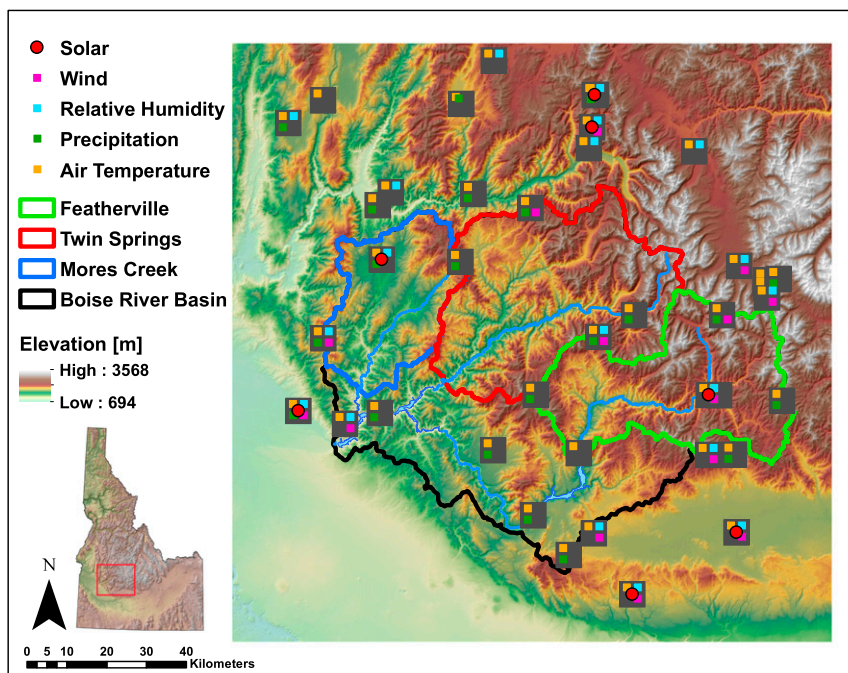 Solar
Wind
Relative Humidity
Precipitation
Air Temperature
Featherville
Twin Springs
Mores Creek
Boise River Basin
Elevation [m]
High : 3568
Low : 694
N
0 5 10 20 30 40 Kilometers